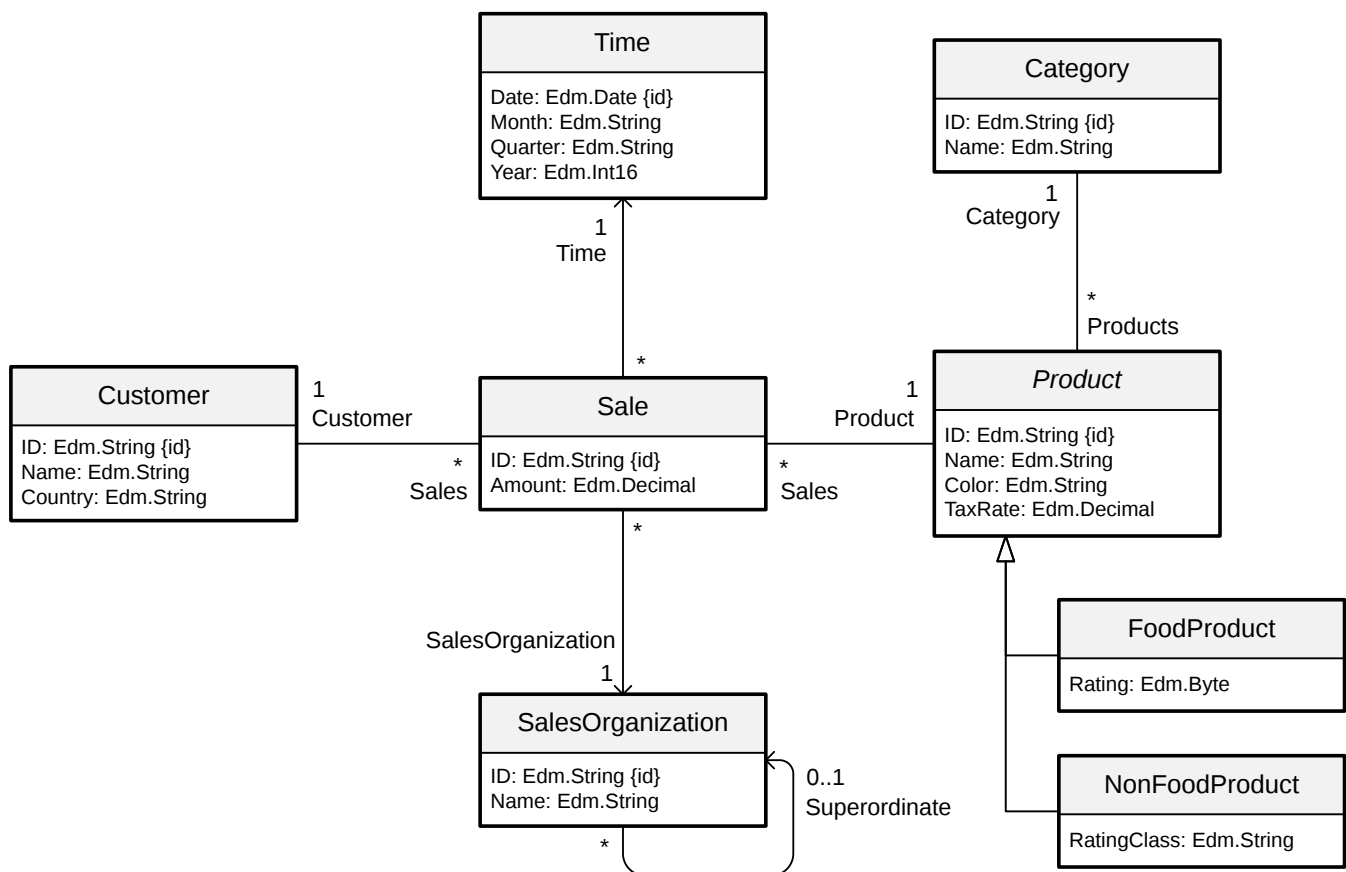 Time
Date: Edm.Date {id}
Month: Edm.String
Quarter: Edm.String
Year: Edm.Int16
Category
ID: Edm.String {id}
Name: Edm.String
1
Time
1
Category
*
Products
*
Customer
ID: Edm.String {id}
Name: Edm.String
Country: Edm.String
1
Customer
*
Sales
Sale
ID: Edm.String {id}
Amount: Edm.Decimal
1
Product
*
Sales
Product
ID: Edm.String {id}
Name: Edm.String
Color: Edm.String
TaxRate: Edm.Decimal
*
SalesOrganization
1
SalesOrganization
ID: Edm.String {id}
Name: Edm.String
*
0..1
Superordinate
FoodProduct
Rating: Edm.Byte
NonFoodProduct
RatingClass: Edm.String